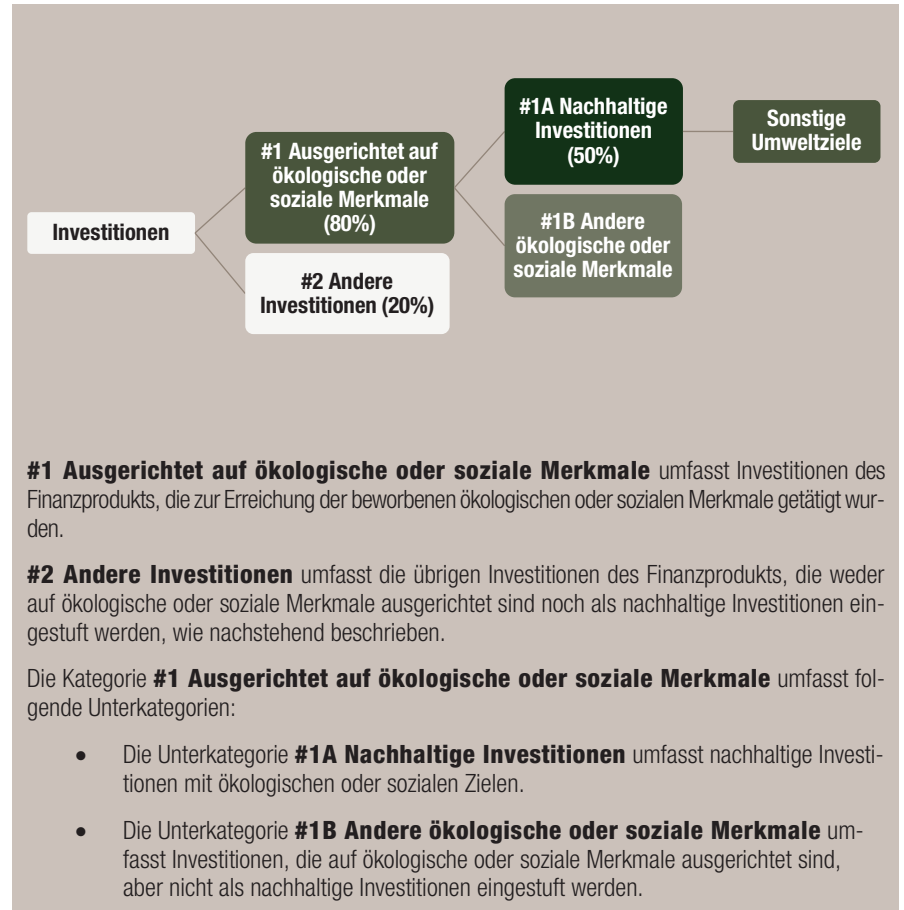 #1A Nachhaltige
Investitionen
(50%)
Sonstige
Umweltziele
#1 Ausgerichtet auf
ökologische oder
soziale Merkmale
(80%)
#1B Andere
ökologische oder
soziale Merkmale
Investitionen
#2 Andere
Investitionen (20%)
#1 Ausgerichtet auf ökologische oder soziale Merkmale umfasst Investitionen des
Finanzprodukts, die zur Erreichung der beworbenen ökologischen oder sozialen Merkmale getätigt wur-
den.
#2 Andere Investitionen umfasst die übrigen Investitionen des Finanzprodukts, die weder
auf ökologische oder soziale Merkmale ausgerichtet sind noch als nachhaltige Investitionen ein-
gestuft werden, wie nachstehend beschrieben.
Die Kategorie #1 Ausgerichtet auf ökologische oder soziale Merkmale umfasst fol-
gende Unterkategorien:
• Die Unterkategorie #1A Nachhaltige Investitionen umfasst nachhaltige Investi-
tionen mit ökologischen oder sozialen Zielen.
• Die Unterkategorie #1B Andere ökologische oder soziale Merkmale um-
fasst Investitionen, die auf ökologische oder soziale Merkmale ausgerichtet sind,
aber nicht als nachhaltige Investitionen eingestuft werden.